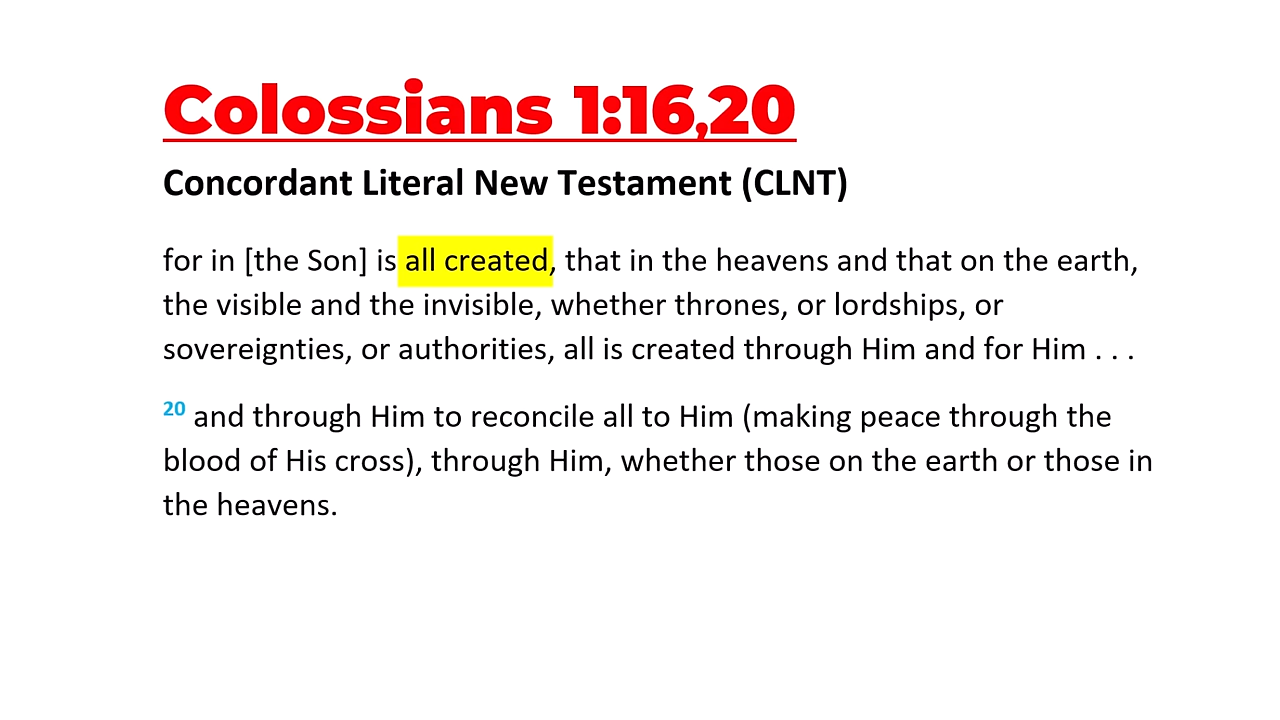 Colossians 1:16,20
Concordant Literal New Testament (CLNT)
for in [the Son] is all created, that in the heavens and that on the earth,
the visible and the invisible, whether thrones, or lordships, or
sovereignties, or authorities, all is created through Him and for Him . . .
20 and through Him to reconcile all to Him (making peace through the
blood of His cross), through Him, whether those on the earth or those in
the heavens.